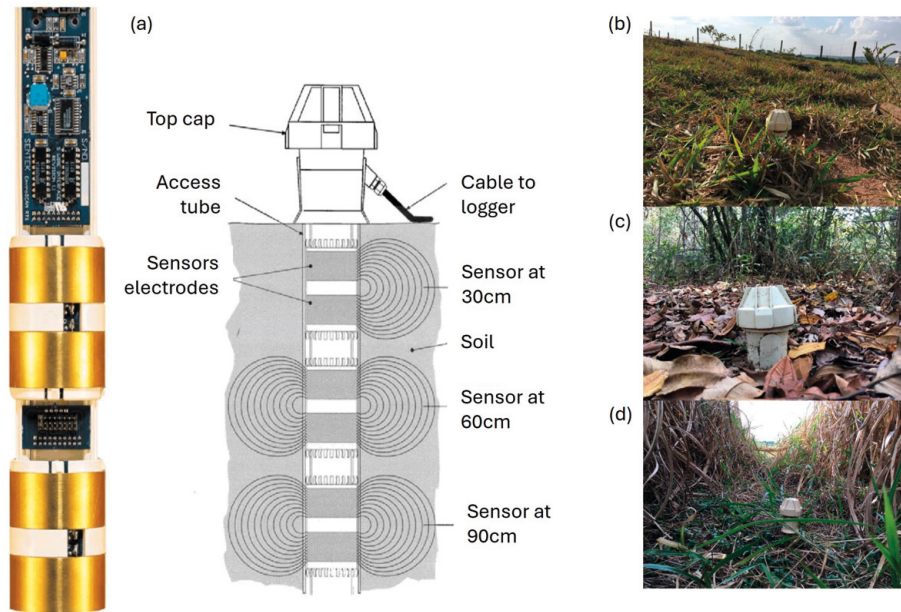 (a)
Top cap
Access
tube
Sensors
electrodes
Cable to
logger
Sensor at
30cm
Soil
Sensor at
60cm
Sensor at
90cm
(b)
(c)
(d)
SENTEK